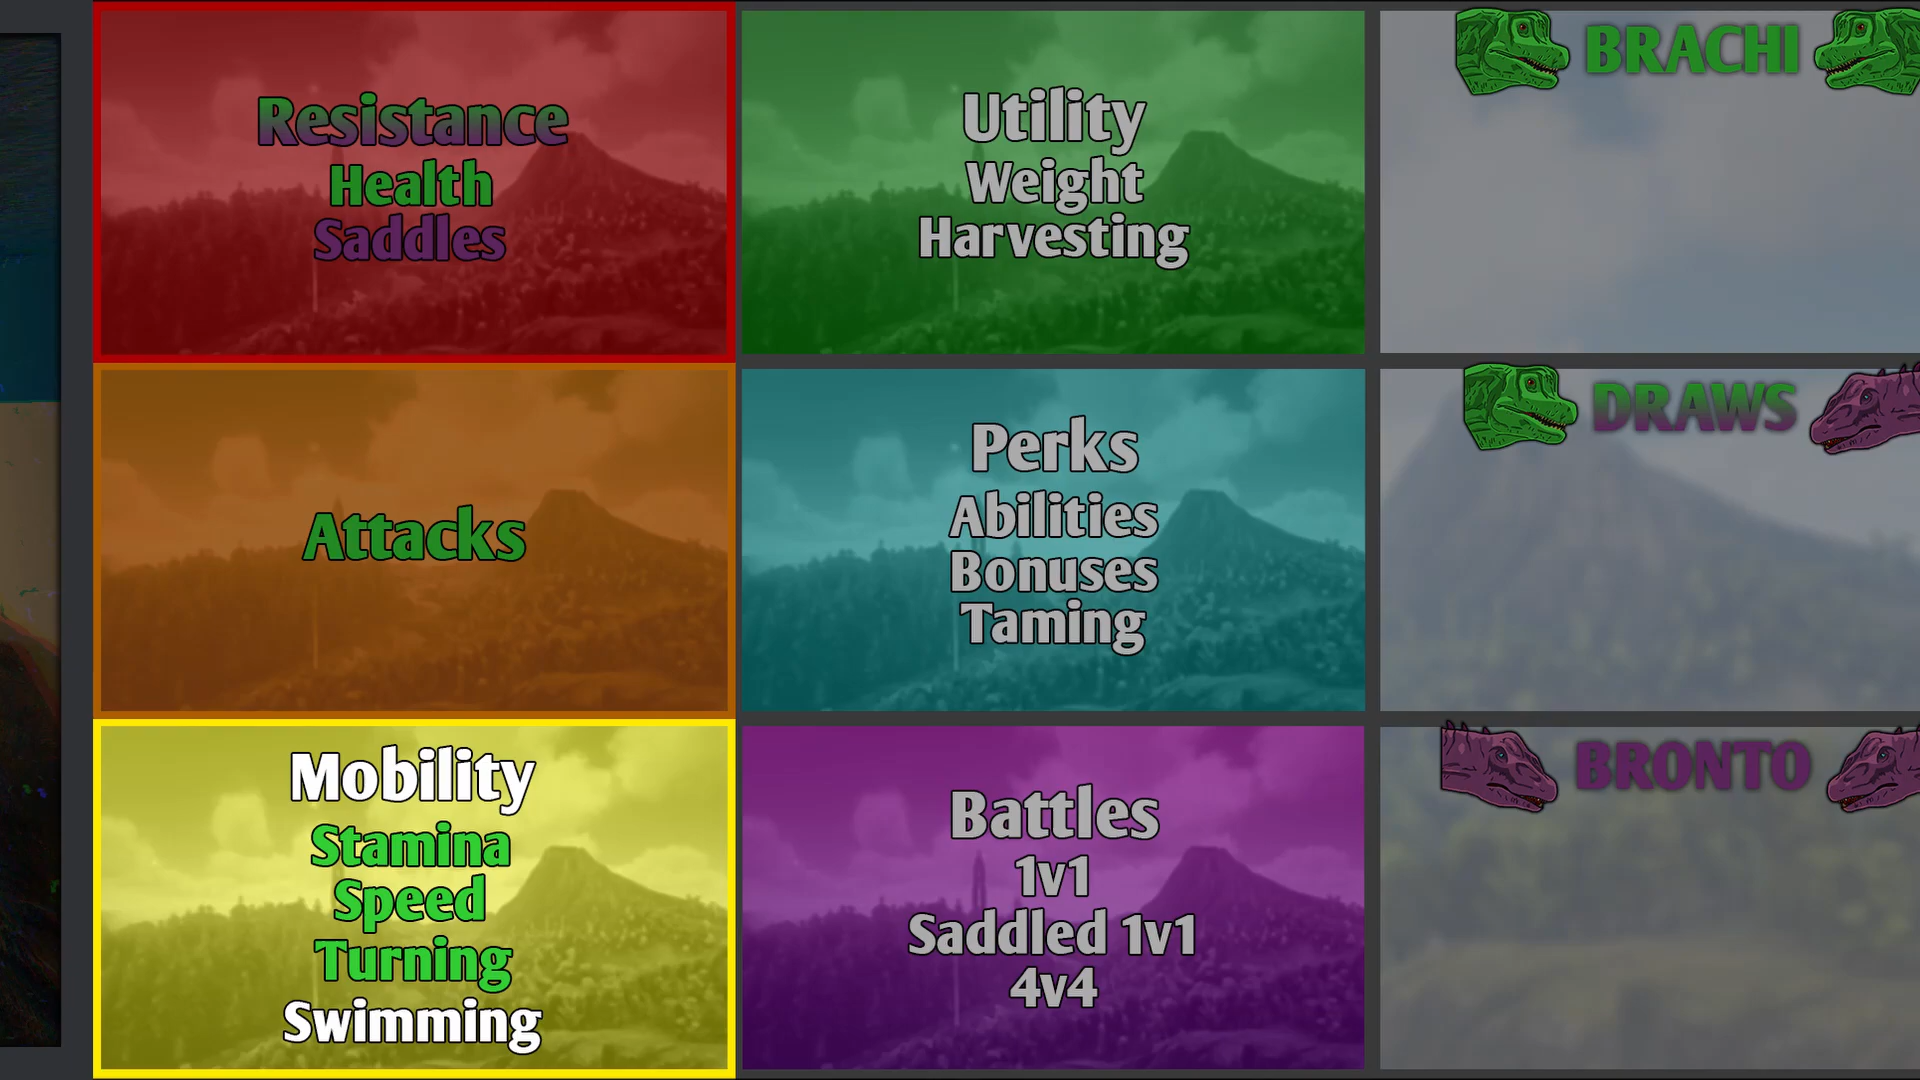 Resistance
Health
Saddles
Utility
Weight
Harvesting
BRACHI
Attacks
Perks
Abilities
Bonuses
Taming
DRAWS
Mobility
Stamina
Speed
Turning
Swimming
Battles
1v1
Saddled 1v1
4v4
BRONTO